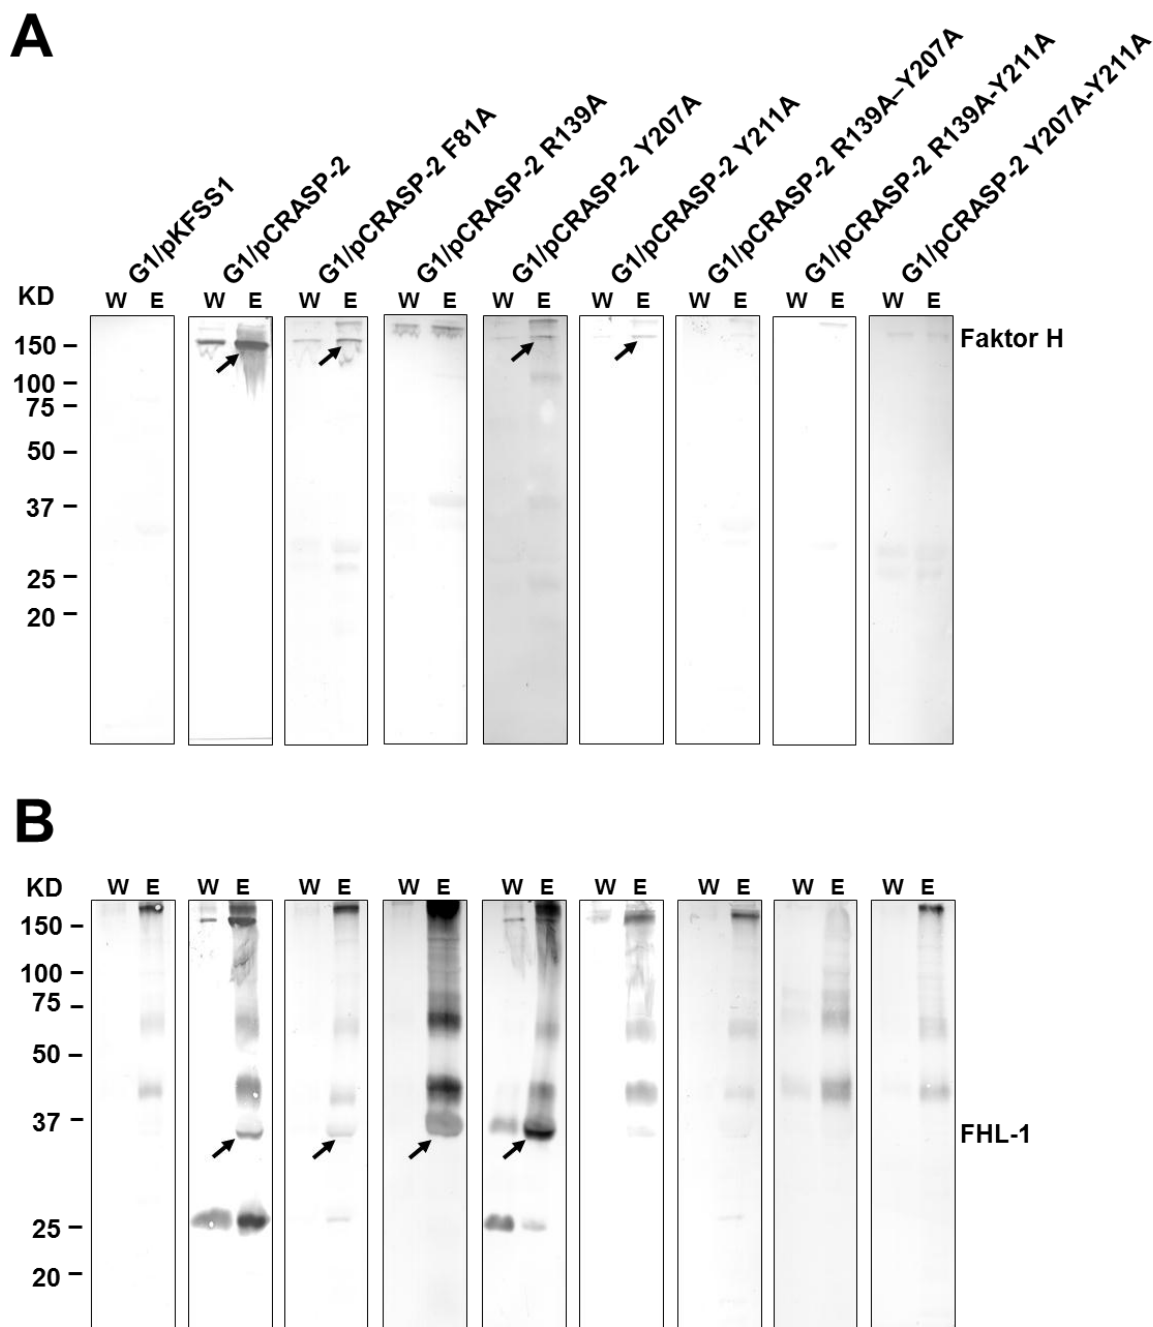 A
G1/pKFSS1
G1/pCRASP-2
G1/pCRASP-2 F81A
G1/pCRASP-2 R139A
G1/pCRASP-2 Y207A
G1/pCRASP-2 Y211A
G1/pCRASP-2 R139A–Y207A
G1/pCRASP-2 R139A-Y211A
G1/pCRASP-2 Y207A-Y211A
KD W E W E W E W E W E W E W E W E W E
150 Faktor H
100
75
50
37
25
20
B
KD W E W E W E W E W E W E W E W E W E
150
100
75
50
37
FHL-1
25
20